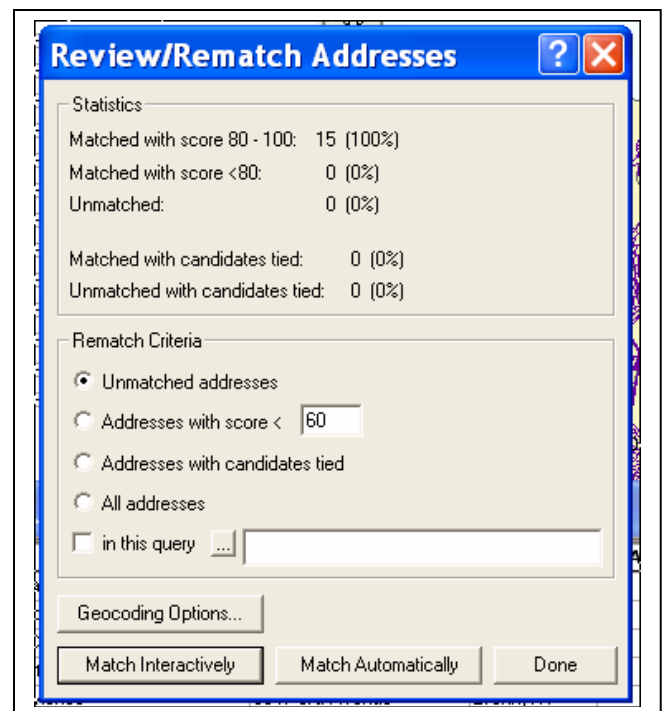 Review/Rematch Addresses
Statistics
Matched with score 80 - 100: 15 (100%)
Matched with score <80: 0 (0%)
Unmatched: 0 (0%)
Matched with candidates tied: 0 (0%)
Unmatched with candidates tied: 0 (0%)
Rematch Criteria
Unmatched addresses
Addresses with score < 60
Addresses with candidates tied
All addresses
in this query ...
Geocoding Options...
Match Interactively Match Automatically Done